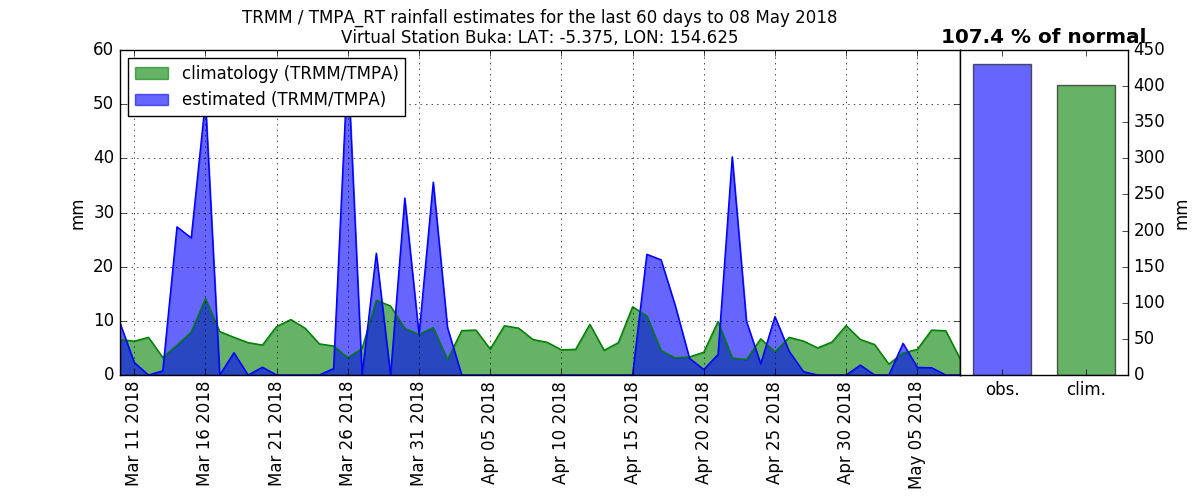 TRMM / TMPA_RT rainfall estimates for the last 60 days to 08 May 2018
Virtual Station Buka: LAT: -5.375, LON: 154.625
107.4 % of normal
climatology (TRMM/TMPA)
estimated (TRMM/TMPA)
60
50
40
30
20
10
0
mm
Mar 11 2018
Mar 16 2018
Mar 21 2018
Mar 26 2018
Mar 31 2018
Apr 05 2018
Apr 10 2018
Apr 15 2018
Apr 20 2018
Apr 25 2018
Apr 30 2018
May 05 2018
obs.
clim.
450
400
350
300
250
200
150
100
50
0
mm